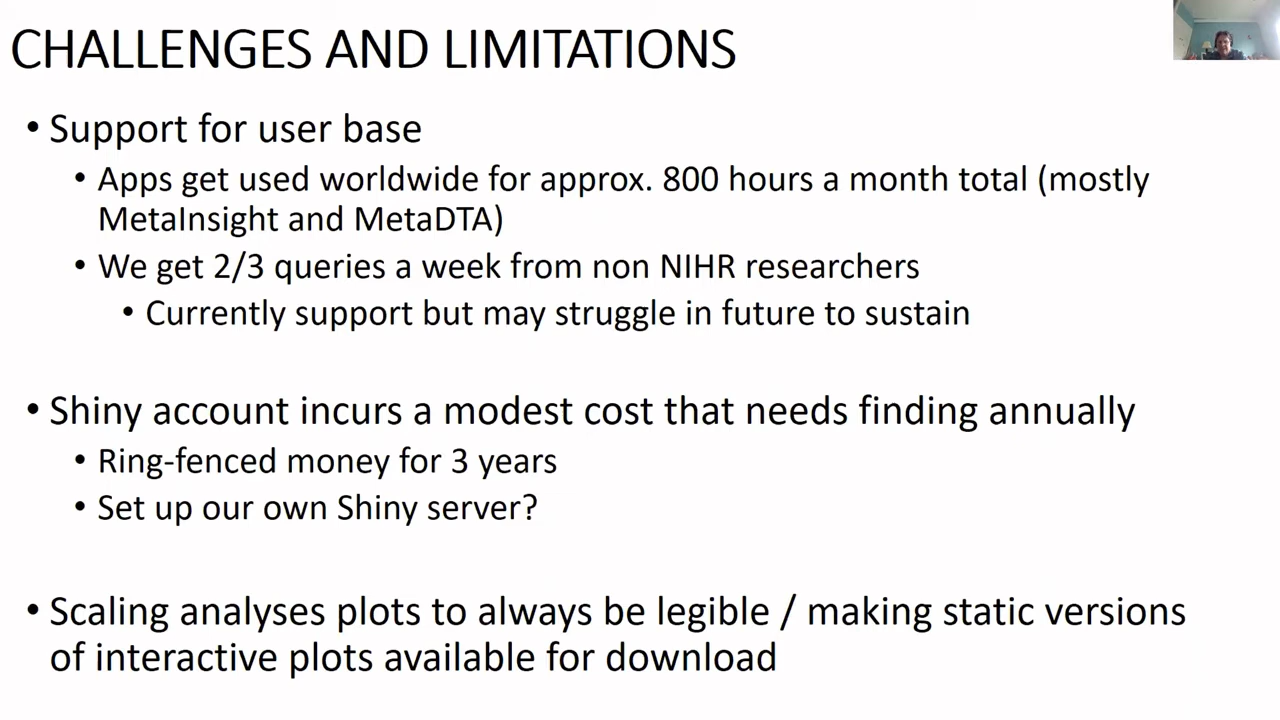 CHALLENGES AND LIMITATIONS
• Support for user base
• Apps get used worldwide for approx. 800 hours a month total (mostly
MetaInsight and MetaDTA)
• We get 2/3 queries a week from non NIHR researchers
• Currently support but may struggle in future to sustain
• Shiny account incurs a modest cost that needs finding annually
• Ring-fenced money for 3 years
• Set up our own Shiny server?
• Scaling analyses plots to always be legible / making static versions
of interactive plots available for download